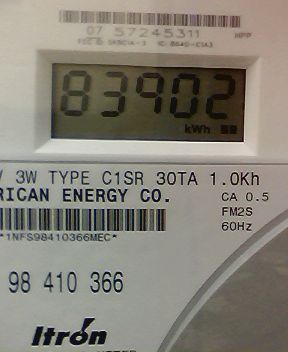 07 57245311
83902
kWh
V 3W TYPE C1SR 30TA 1.0Kh
RICAN ENERGY CO. CA 0.5
FM2S
*1NFS98410366MEC* 60Hz
98 410 366
Itrón